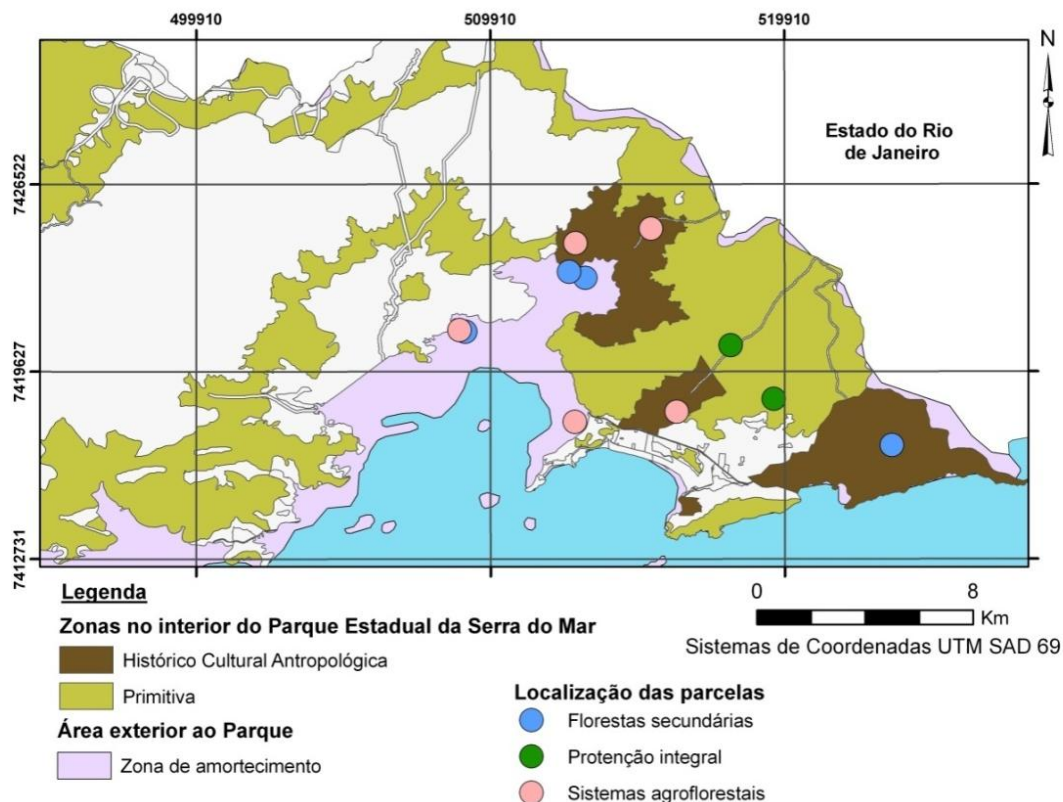 499910
509910
519910
N
Estado do Rio
de Janeiro
7426522
7419627
7412731
Legenda
Zonas no interior do Parque Estadual da Serra do Mar
Histórico Cultural Antropológica
Primitiva
Área exterior ao Parque
Zona de amortecimento
0 8
Km
Sistemas de Coordenadas UTM SAD 69
Localização das parcelas
Florestas secundárias
Protenção integral
Sistemas agroflorestais